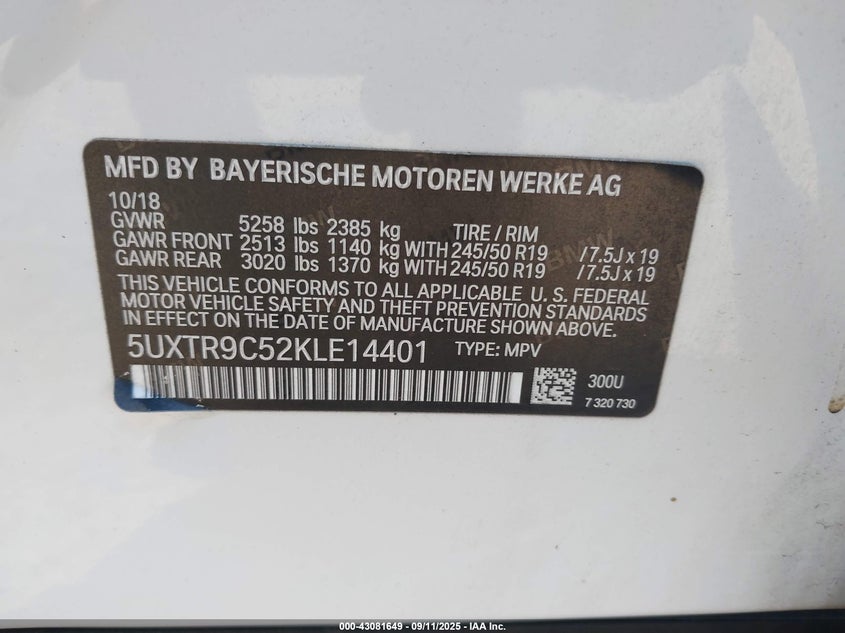 MFD BY BAYERISCHE MOTOREN WERKE AG
10/18
GVWR 5258 lbs 2385 kg TIRE / RIM
GAWR FRONT 2513 lbs 1140 kg WITH 245/50 R19 /7.5J x 19
GAWR REAR 3020 lbs 1370 kg WITH 245/50 R19 /7.5J x 19
THIS VEHICLE CONFORMS TO ALL APPLICABLE U. S. FEDERAL
MOTOR VEHICLE SAFETY AND THEFT PREVENTION STANDARDS
IN EFFECT ON THE DATE OF MANUFACTURE SHOWN ABOVE.
5UXTR9C52KLE14401 TYPE: MPV
300U
7 320 730
000-43081649 - 09/11/2025 - IAA Inc.